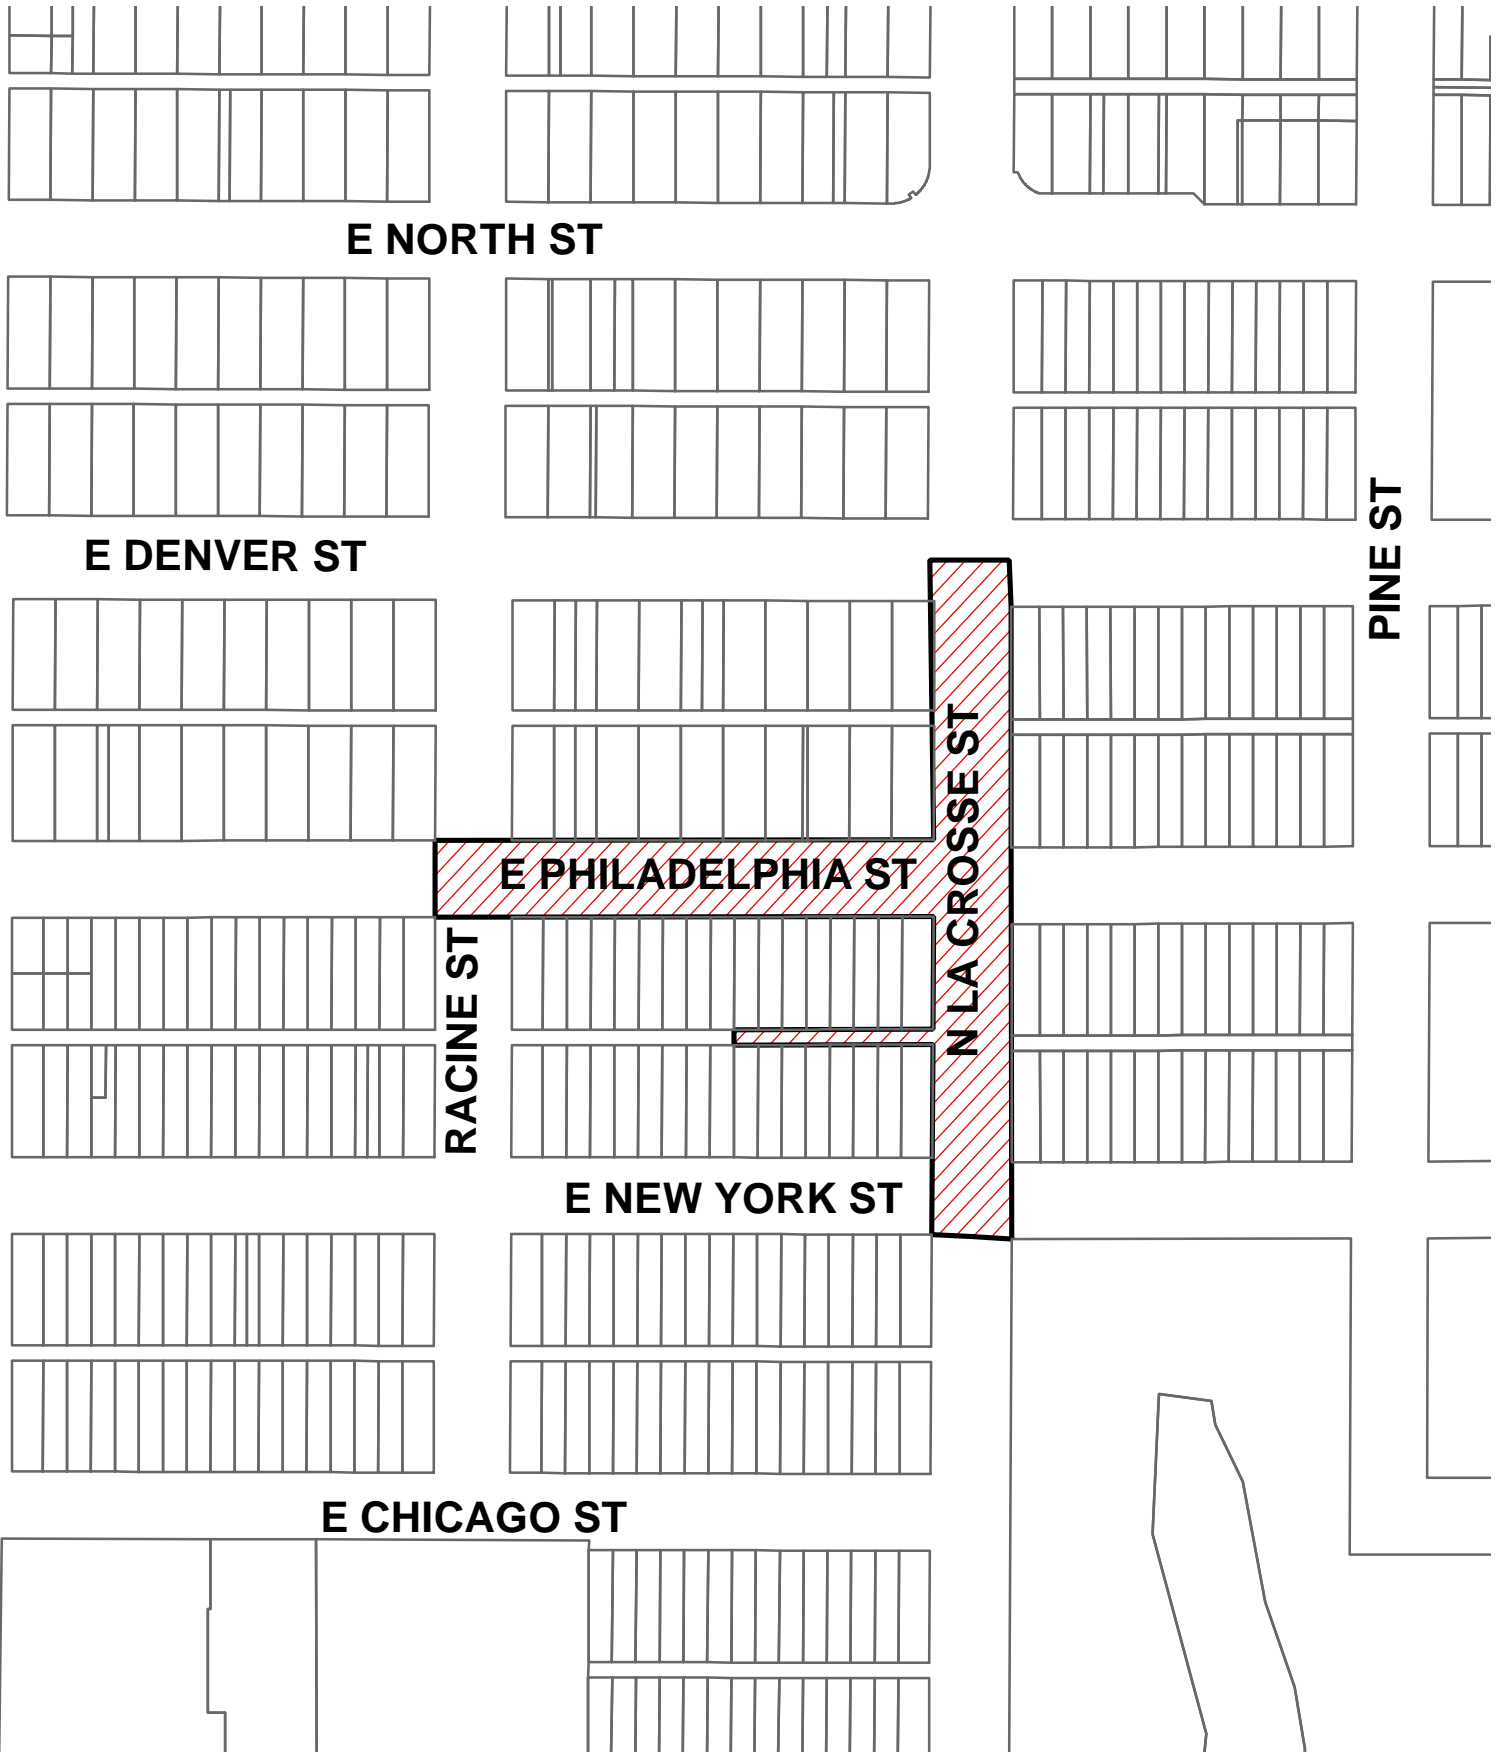 E NORTH ST
PINE ST
E DENVER ST
N LA CROSSE ST
E PHILADELPHIA ST
RACINE ST
E NEW YORK ST
E CHICAGO ST